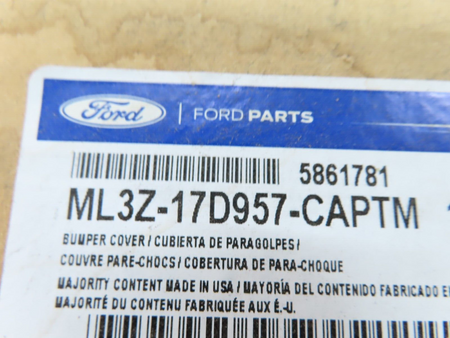 Ford | FORD PARTS
5861781
ML3Z-17D957-CAPTM
BUMPER COVER / CUBIERTA DE PARAGOLPES /
COUVRE PARE-CHOCS / COBERTURA DE PARA-CHOQUE
MAJORITY CONTENT MADE IN USA / MAYORÍA DEL CONTENIDO FABRICADO
MAJORITÉ DU CONTENU FABRIQUÉE AUX É.-U.